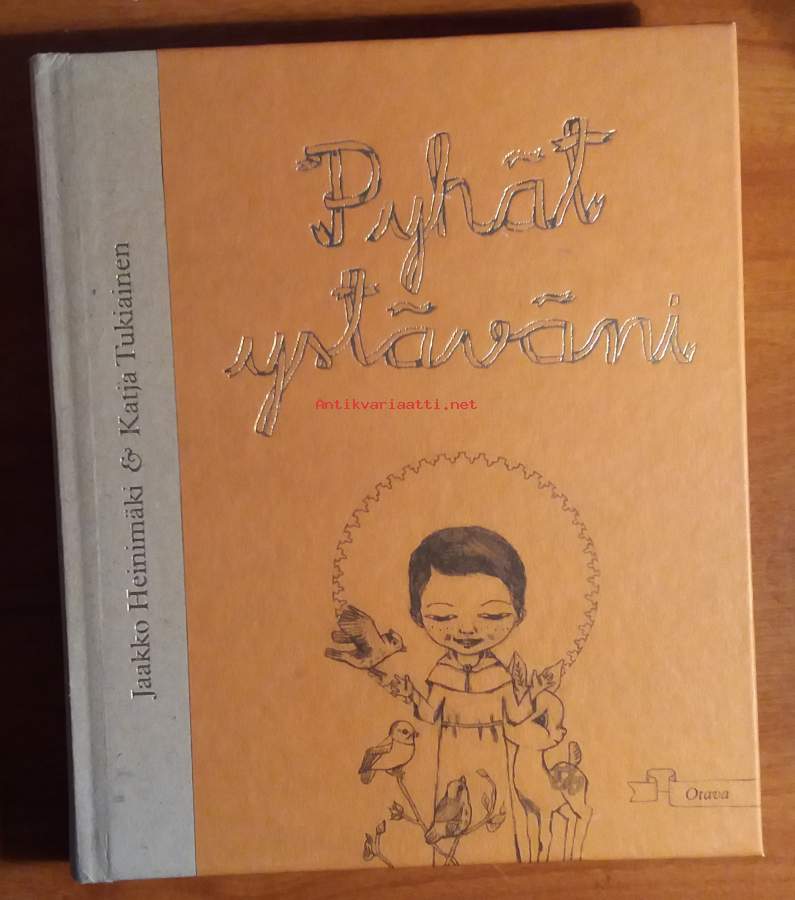 Pyhät
ystäväni
Antikvariaatti.net
Jaakko Heinimäki & Katja Tukiainen
Otava